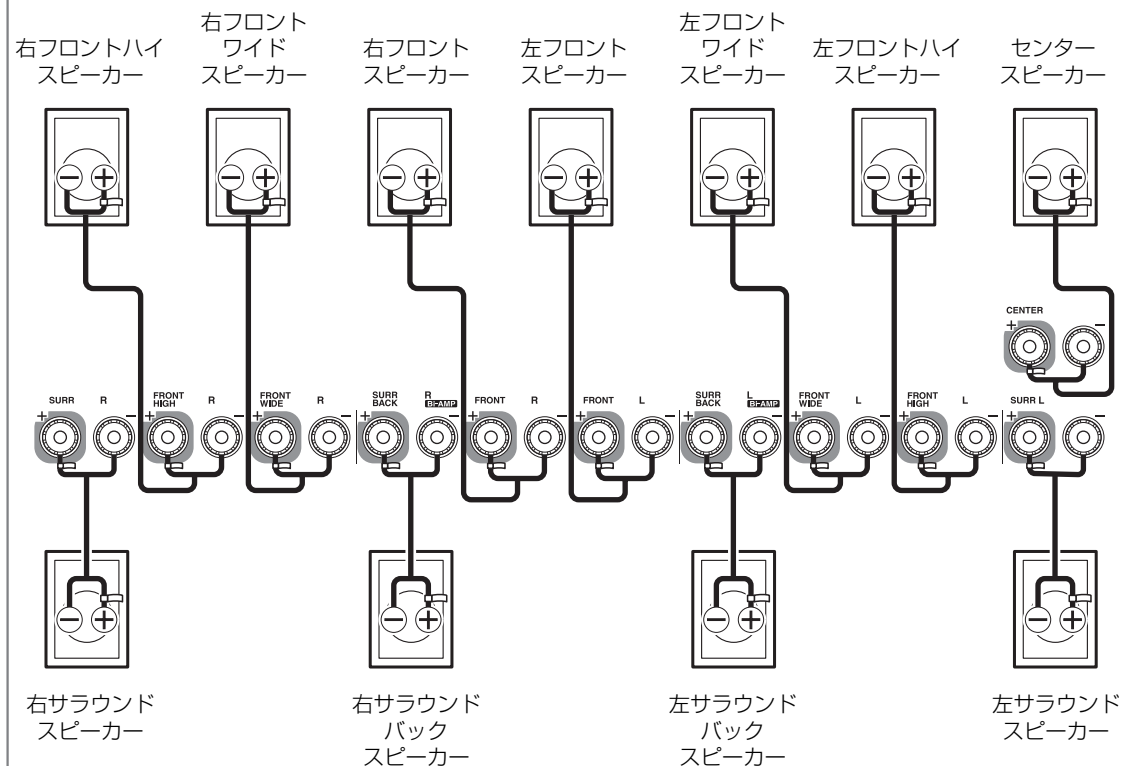 右フロントハイ
スピーカー
右フロント
ワイド
スピーカー
右フロント
スピーカー
左フロント
スピーカー
左フロント
ワイド
スピーカー
左フロントハイ
スピーカー
センター
スピーカー
− +
− +
− +
− +
− +
− +
− +
CENTER
+ −
SURR R
+ −
FRONT
HIGH R
+ −
FRONT
WIDE R
+ −
SURR
BACK R
BI-AMP
+ −
FRONT R
+ −
FRONT L
+ −
SURR
BACK L
BI-AMP
+ −
FRONT
WIDE L
+ −
FRONT
HIGH L
+ −
SURR L
+ −
− +
− +
− +
− +
右サラウンド
スピーカー
右サラウンド
バック
スピーカー
左サラウンド
バック
スピーカー
左サラウンド
スピーカー